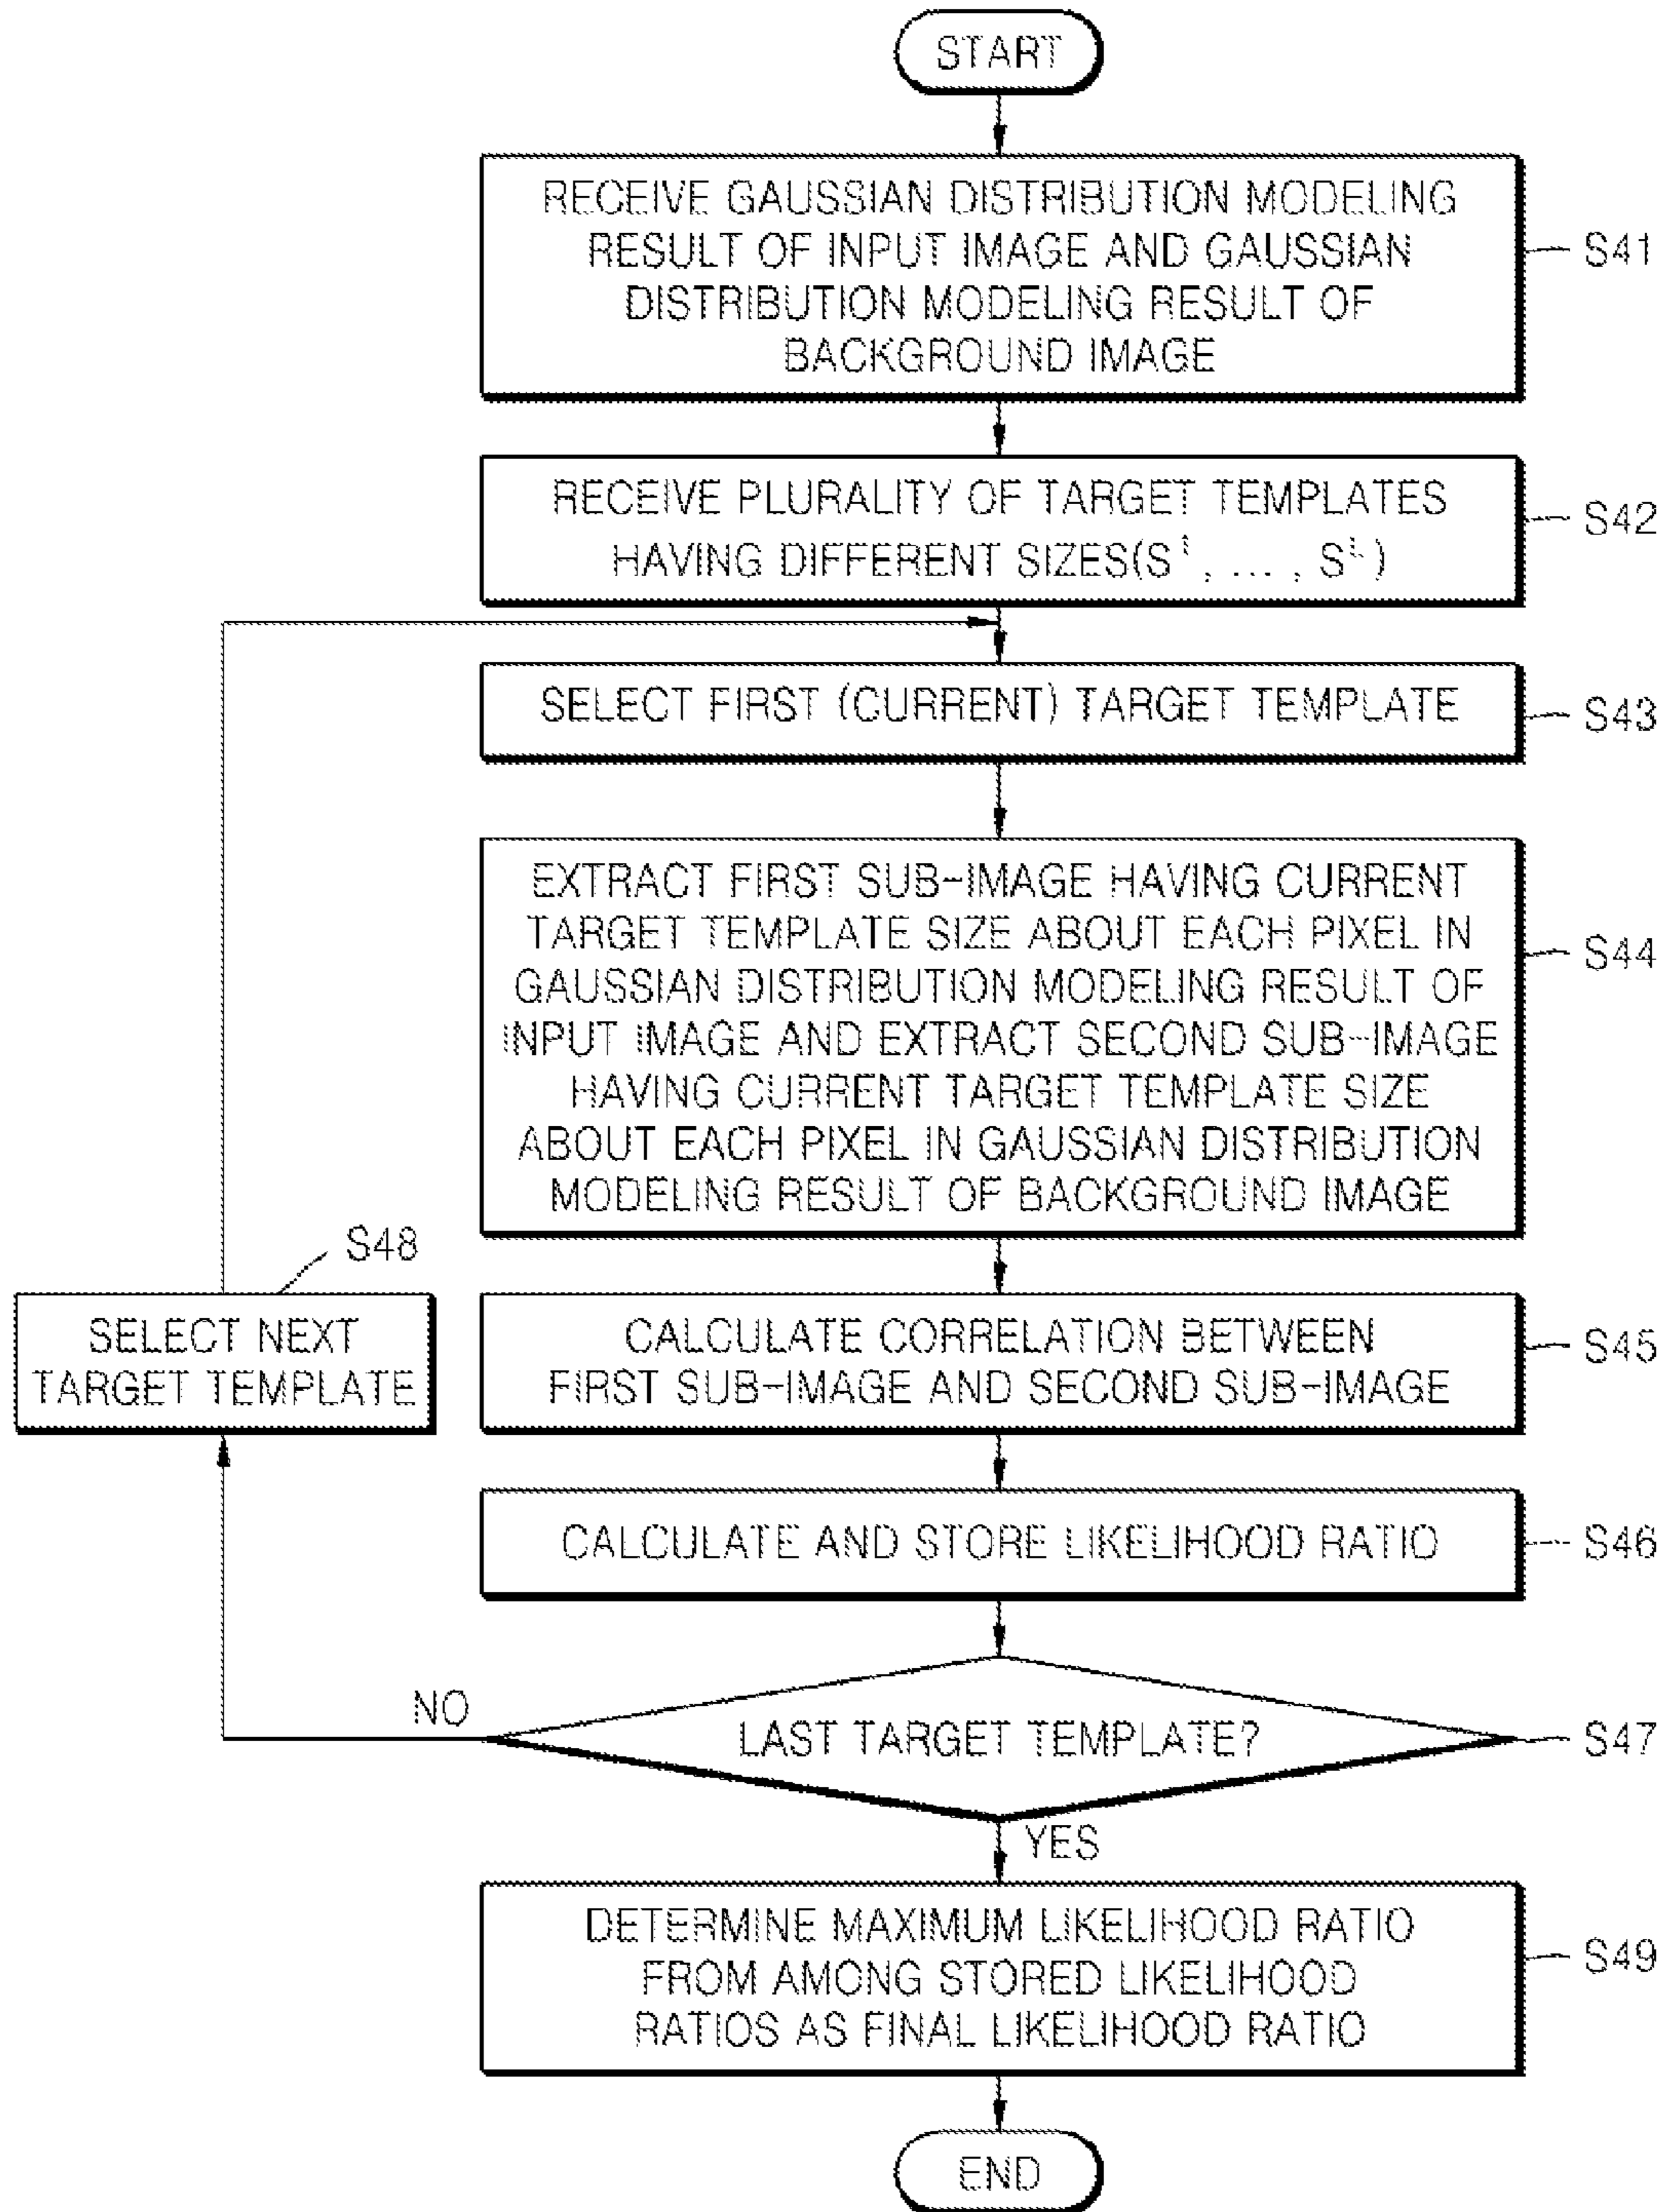 START
RECEIVE GAUSSIAN DISTRIBUTION MODELING
RESULT OF INPUT IMAGE AND GAUSSIAN
DISTRIBUTION MODELING RESULT OF
BACKGROUND IMAGE
S41
RECEIVE PLURALITY OF TARGET TEMPLATES
HAVING DIFFERENT SIZES(S¹, ... , Sᴸ)
S42
SELECT FIRST (CURRENT) TARGET TEMPLATE
S43
EXTRACT FIRST SUB-IMAGE HAVING CURRENT
TARGET TEMPLATE SIZE ABOUT EACH PIXEL IN
GAUSSIAN DISTRIBUTION MODELING RESULT OF
INPUT IMAGE AND EXTRACT SECOND SUB-IMAGE
HAVING CURRENT TARGET TEMPLATE SIZE
ABOUT EACH PIXEL IN GAUSSIAN DISTRIBUTION
MODELING RESULT OF BACKGROUND IMAGE
S44
S48
SELECT NEXT
TARGET TEMPLATE
CALCULATE CORRELATION BETWEEN
FIRST SUB-IMAGE AND SECOND SUB-IMAGE
S45
CALCULATE AND STORE LIKELIHOOD RATIO
S46
NO
LAST TARGET TEMPLATE?
S47
YES
DETERMINE MAXIMUM LIKELIHOOD RATIO
FROM AMONG STORED LIKELIHOOD
RATIOS AS FINAL LIKELIHOOD RATIO
S49
END